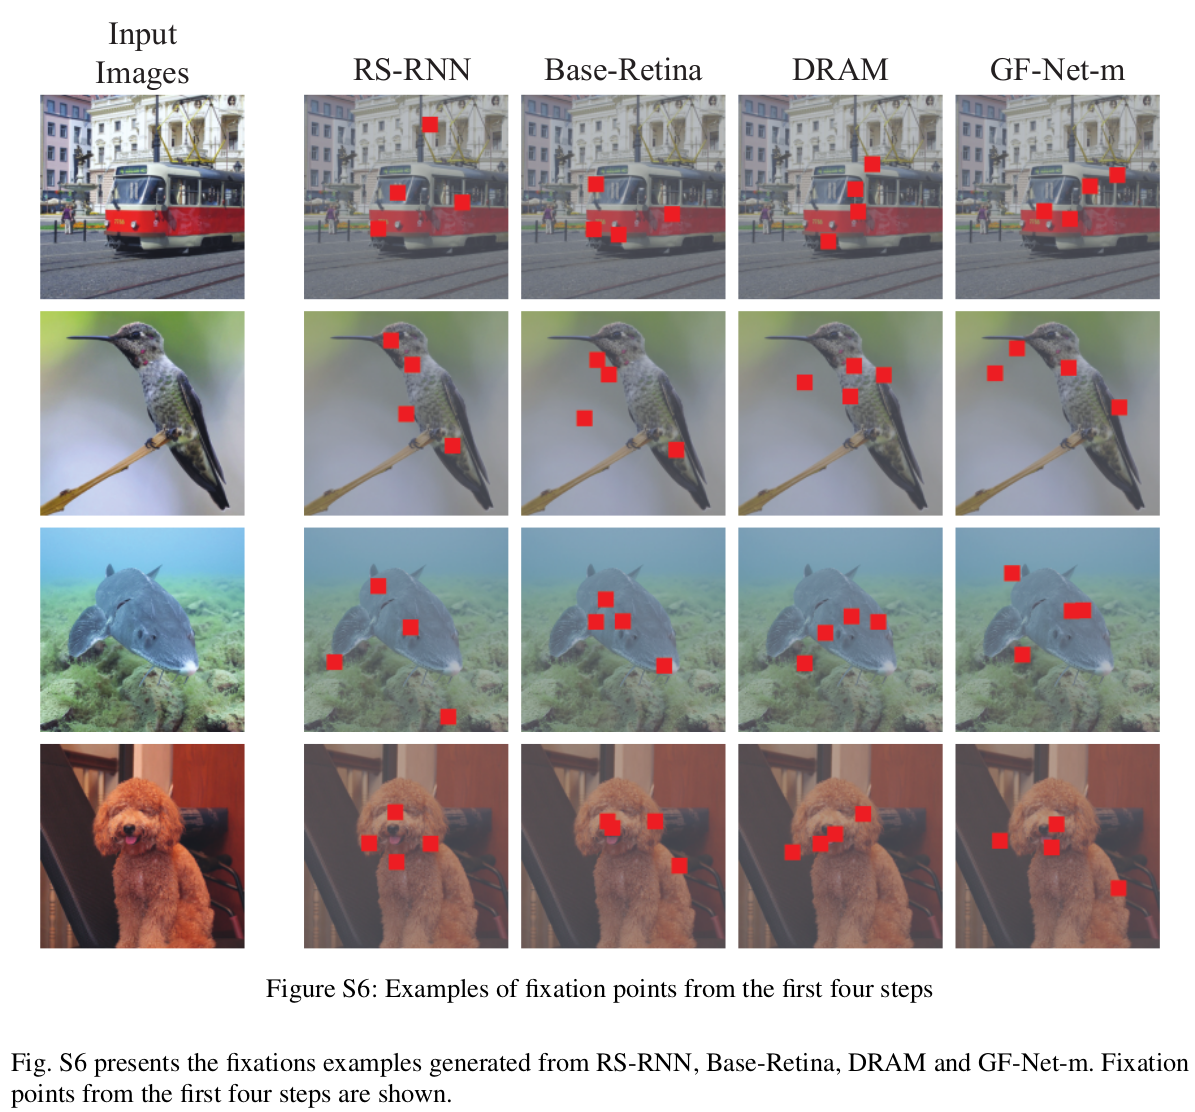 Input
Images
RS-RNN
Base-Retina
DRAM
GF-Net-m
Figure S6: Examples of fixation points from the first four steps
Fig. S6 presents the fixations examples generated from RS-RNN, Base-Retina, DRAM and GF-Net-m. Fixation
points from the first four steps are shown.